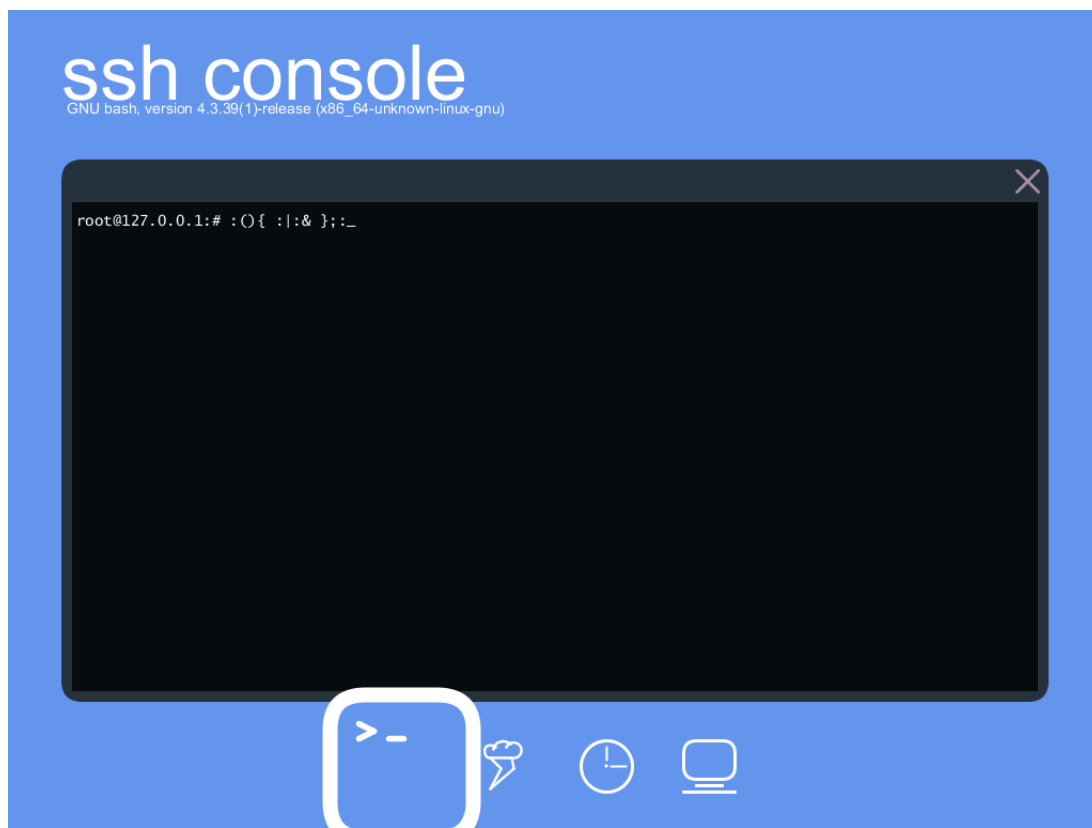 ssh console
GNU bash, version 4.3.39(1)-release (x86_64-unknown-linux-gnu)
root@127.0.0.1:# :(){ :|:& };:_
>_